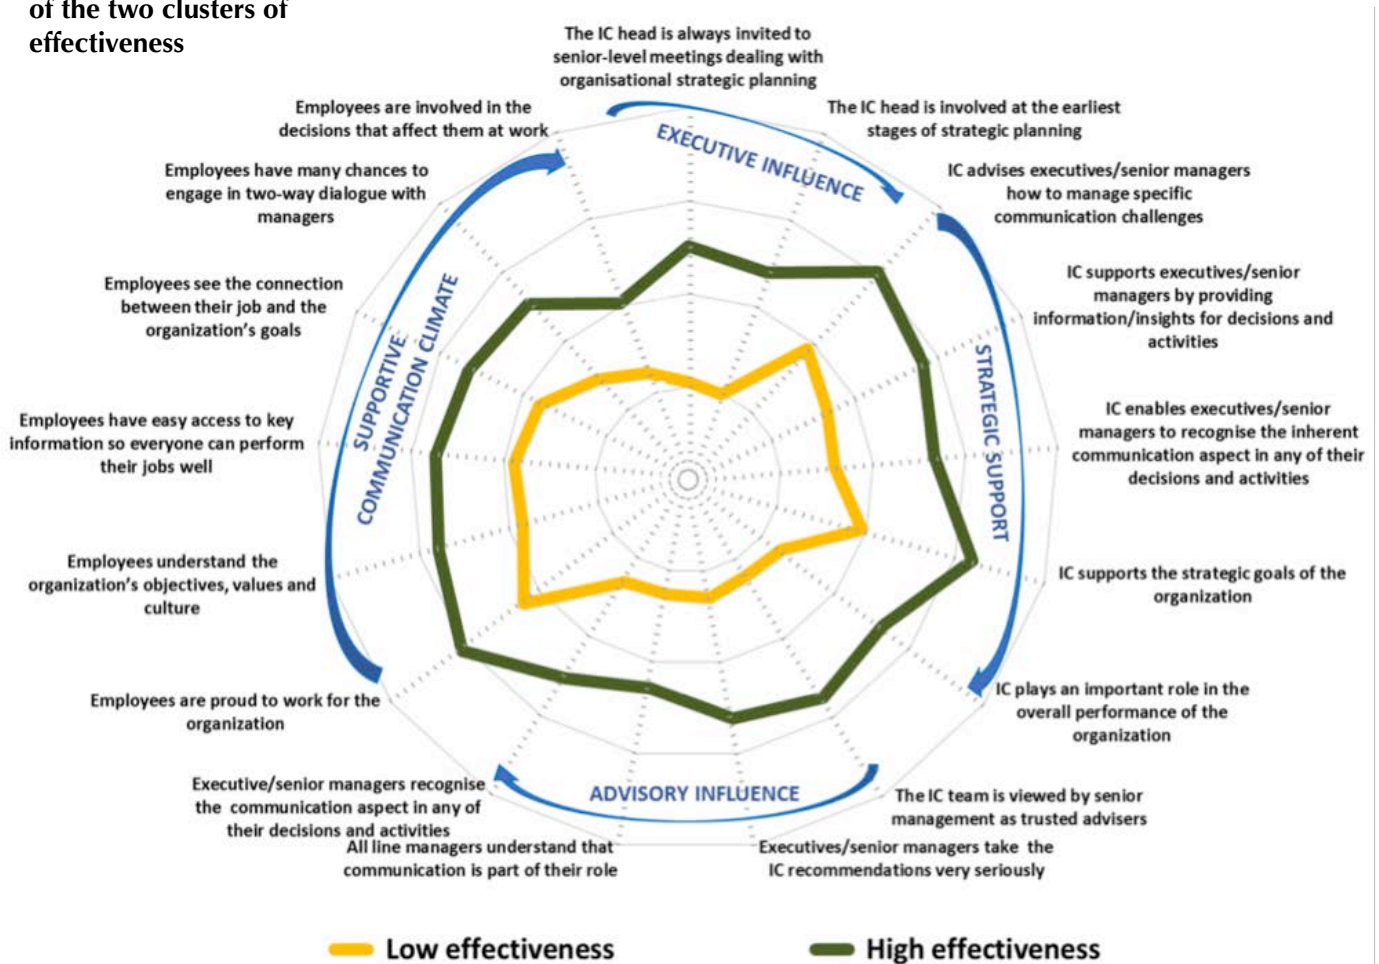 of the two clusters of
effectiveness
The IC head is always invited to
senior-level meetings dealing with
organisational strategic planning
The IC head is involved at the earliest
stages of strategic planning
IC advises executives/senior managers
how to manage specific
communication challenges
IC supports executives/senior
managers by providing
information/insights for decisions and
activities
IC enables executives/senior
managers to recognise the inherent
communication aspect in any of their
decisions and activities
IC supports the strategic goals of the
organization
IC plays an important role in the
overall performance of the
organization
The IC team is viewed by senior
management as trusted advisers
Executives/senior managers take the
IC recommendations very seriously
All line managers understand that
communication is part of their role
Executive/senior managers recognise
the communication aspect in any of
their decisions and activities
Employees are proud to work for the
organization
Employees understand the
organization's objectives, values and
culture
Employees have easy access to key
information so everyone can perform
their jobs well
Employees see the connection
between their job and the
organization's goals
Employees have many chances to
engage in two-way dialogue with
managers
Employees are involved in the
decisions that affect them at work
EXECUTIVE INFLUENCE
STRATEGIC SUPPORT
ADVISORY INFLUENCE
SUPPORTIVE
COMMUNICATION CLIMATE
Low effectiveness
High effectiveness